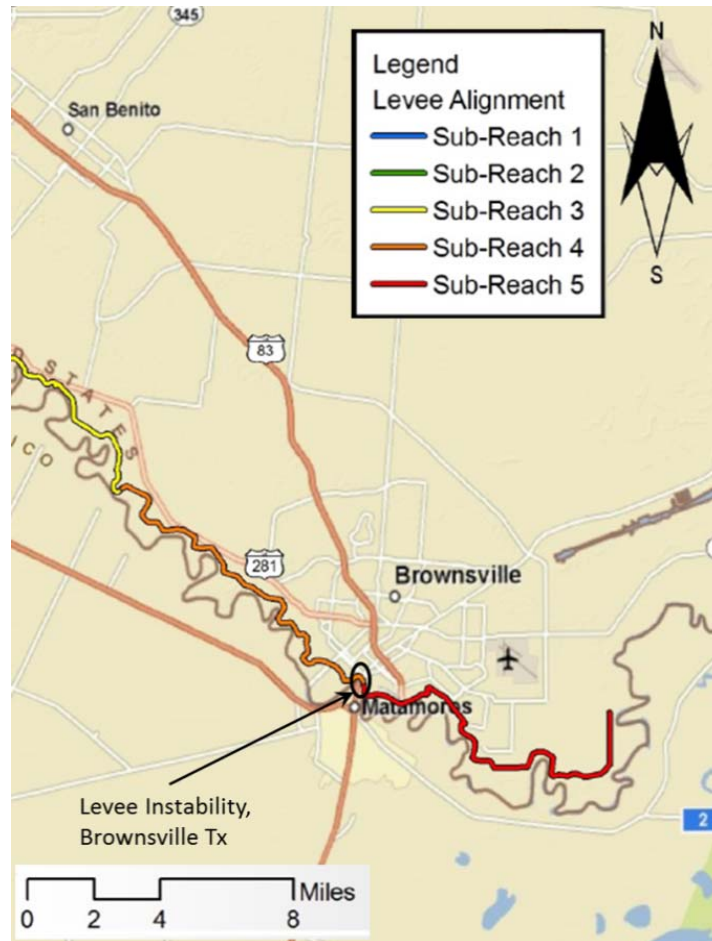 345
San Benito
Legend
Levee Alignment
Sub-Reach 1
Sub-Reach 2
Sub-Reach 3
Sub-Reach 4
Sub-Reach 5
N
S
83
STATES
ICO
281
Brownsville
Matamoros
Levee Instability,
Brownsville Tx
2
Miles
0 2 4 8